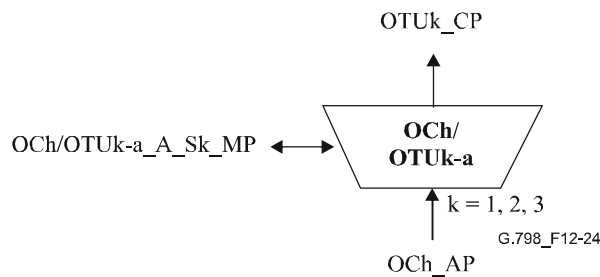 OTUk_CP
OCh/OTUk-a_A_Sk_MP
OCh/
OTUk-a
k = 1, 2, 3
G.798_F12-24
OCh_AP